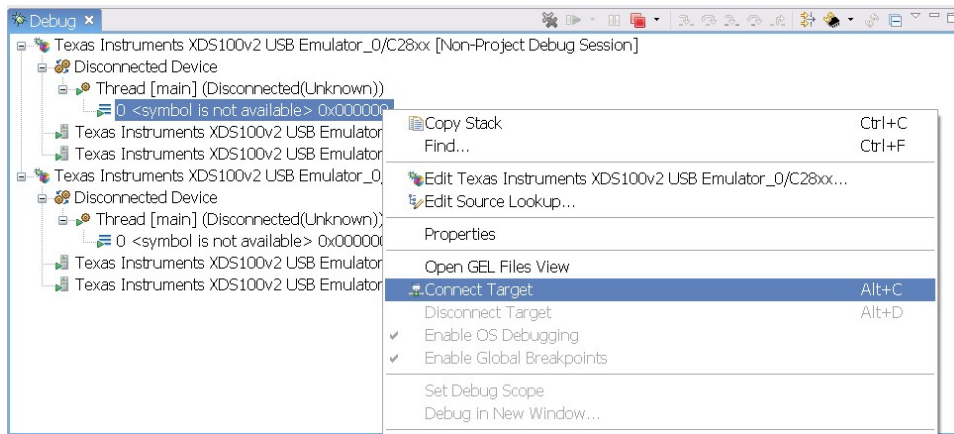 Debug
Texas Instruments XDS100v2 USB Emulator_0/C28xx [Non-Project Debug Session]
Disconnected Device
Thread [main] (Disconnected(Unknown))
0 <symbol is not available> 0x000000
Texas Instruments XDS100v2 USB Emulator
Texas Instruments XDS100v2 USB Emulator
Texas Instruments XDS100v2 USB Emulator_0
Disconnected Device
Thread [main] (Disconnected(Unknown))
0 <symbol is not available> 0x000000
Texas Instruments XDS100v2 USB Emulator
Texas Instruments XDS100v2 USB Emulator
Copy Stack Ctrl+C
Find... Ctrl+F
Edit Texas Instruments XDS100v2 USB Emulator_0/C28xx...
Edit Source Lookup...
Properties
Open GEL Files View
Connect Target Alt+C
Disconnect Target Alt+D
Enable OS Debugging
Enable Global Breakpoints
Set Debug Scope
Debug in New Window...